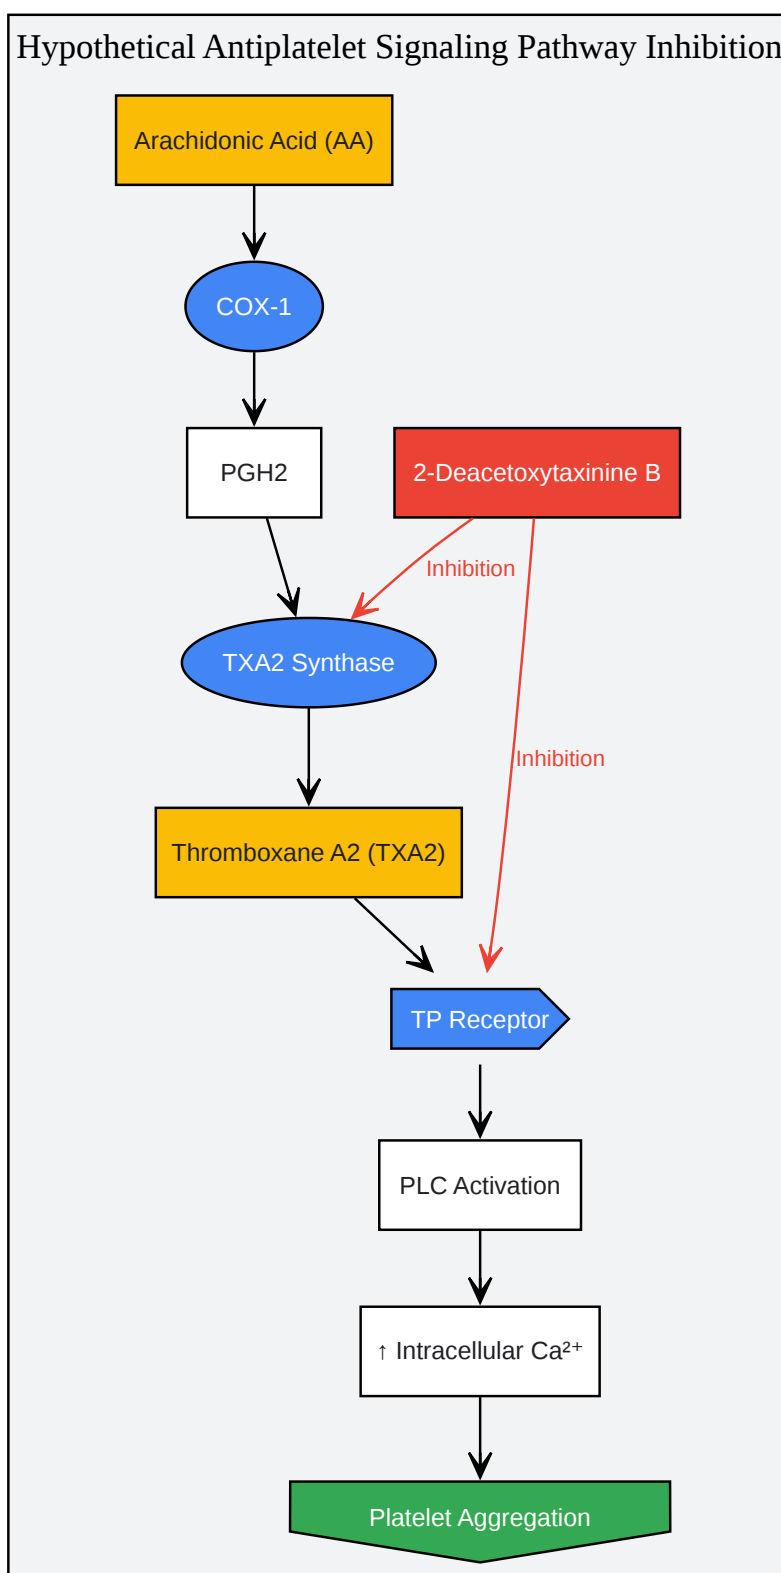 Hypothetical Antiplatelet Signaling Pathway Inhibition
Arachidonic Acid (AA)
COX-1
PGH2
2-Deacetoxytaxinine B
Inhibition
TXA2 Synthase
Inhibition
Thromboxane A2 (TXA2)
TP Receptor
PLC Activation
↑ Intracellular Ca²⁺
Platelet Aggregation